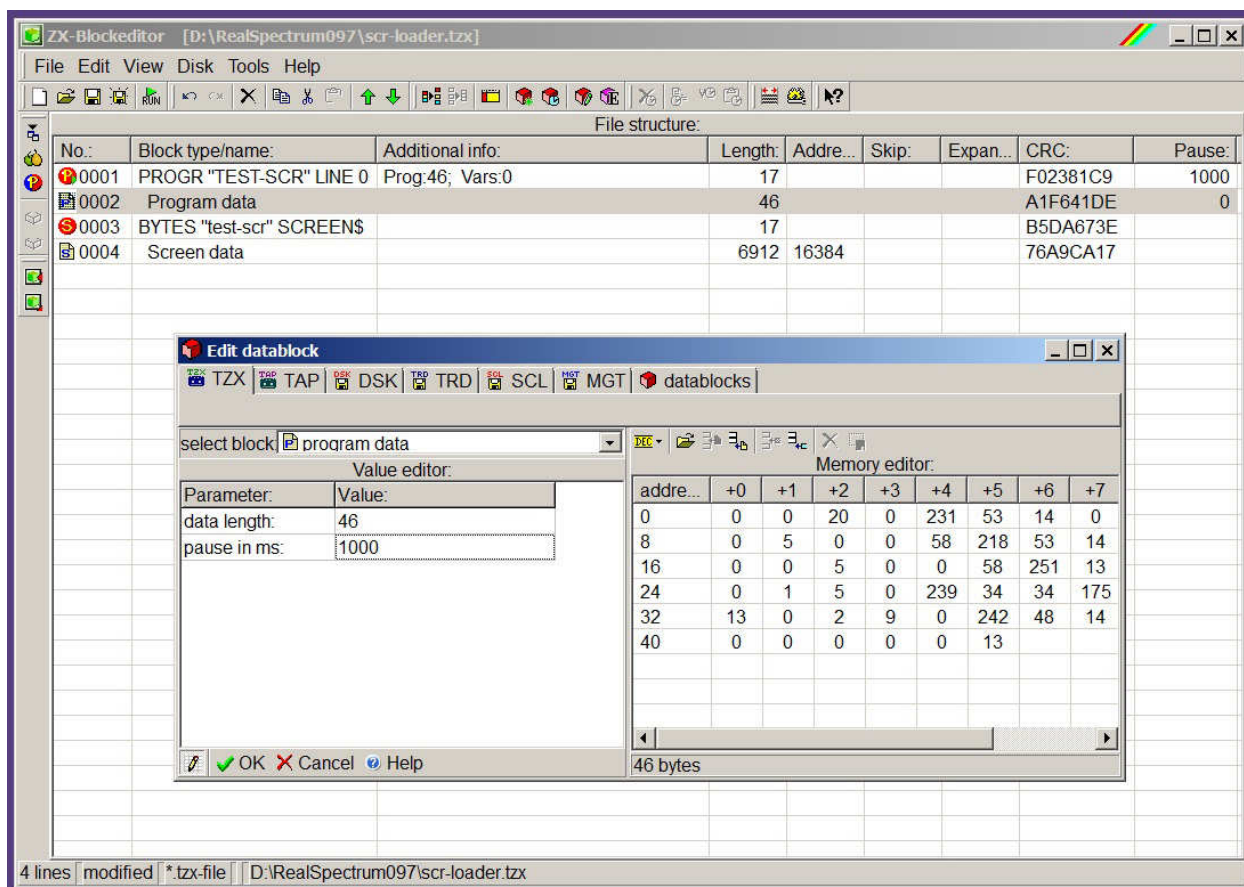 ZX-Blockeditor [D:\RealSpectrum097\scr-loader.tzx]
File Edit View Disk Tools Help
RUN
File structure:
No.: Block type/name: Additional info: Length: Addre... Skip: Expan... CRC: Pause:
0001 PROGR "TEST-SCR" LINE 0 Prog:46; Vars:0 17 F02381C9 1000
0002 Program data 46 A1F641DE 0
0003 BYTES "test-scr" SCREEN$ 17 B5DA673E
0004 Screen data 6912 16384 76A9CA17
Edit datablock
TZX TZX TAP TAP DSK DSK TRD TRD SCL SCL MGT MGT datablocks
select block: program data
DEC
Value editor:
Memory editor:
Parameter: Value:
data length: 46
pause in ms: 1000
addre... +0 +1 +2 +3 +4 +5 +6 +7
0 0 0 20 0 231 53 14 0
8 0 5 0 0 58 218 53 14
16 0 0 5 0 0 58 251 13
24 0 1 5 0 239 34 34 175
32 13 0 2 9 0 242 48 14
40 0 0 0 0 0 13
OK Cancel Help
46 bytes
4 lines modified *.tzx-file D:\RealSpectrum097\scr-loader.tzx